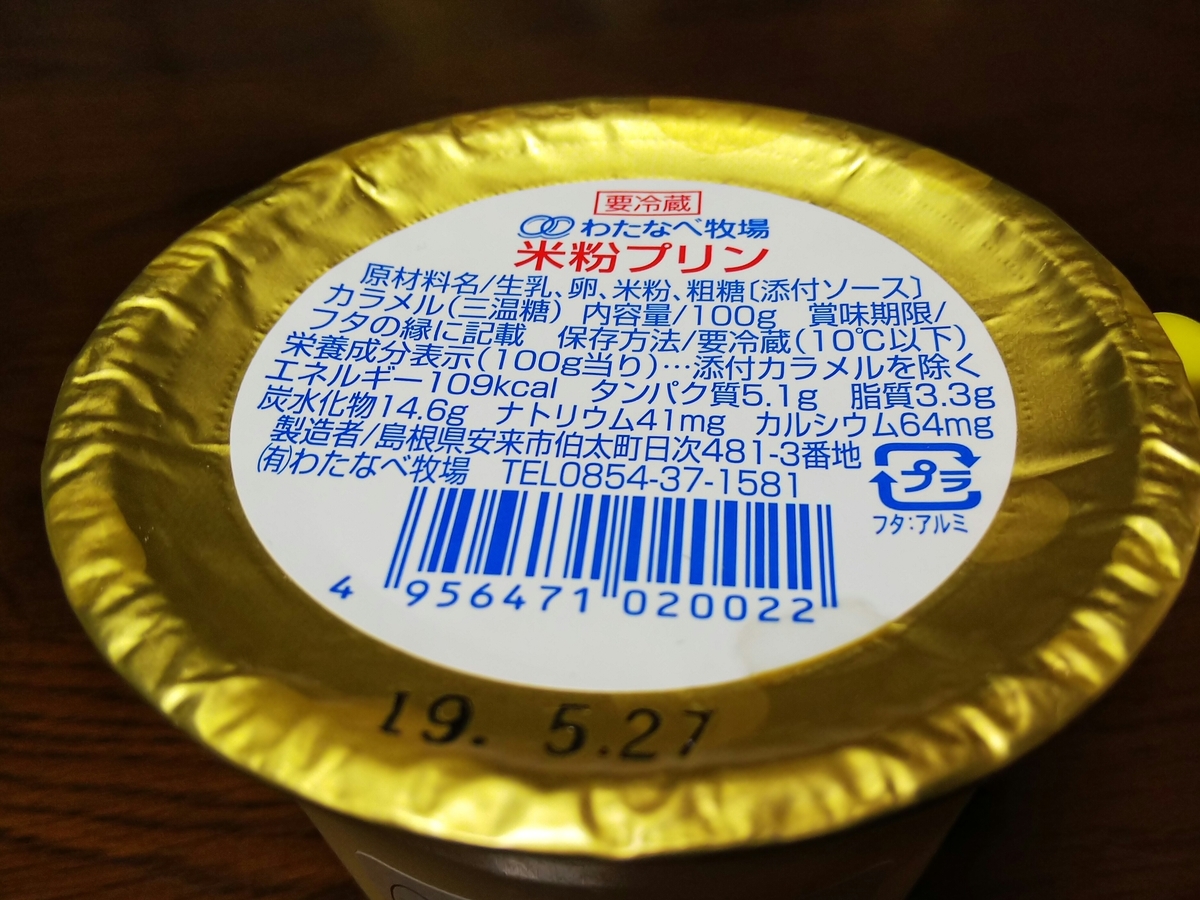 要冷蔵
わたなべ牧場
米粉プリン
原材料名/生乳、卵、米粉、粗糖〔添付ソース〕
カラメル(三温糖) 内容量/100g 賞味期限/
フタの縁に記載 保存方法/要冷蔵(10℃以下)
栄養成分表示(100g当り)…添付カラメルを除く
エネルギー109kcal タンパク質5.1g 脂質3.3g
炭水化物14.6g ナトリウム41mg カルシウム64mg
製造者/島根県安来市伯太町日次481-3番地
(有)わたなべ牧場 TEL0854-37-1581
プラ
フタ:アルミ
4 956471 020022
19. 5.27